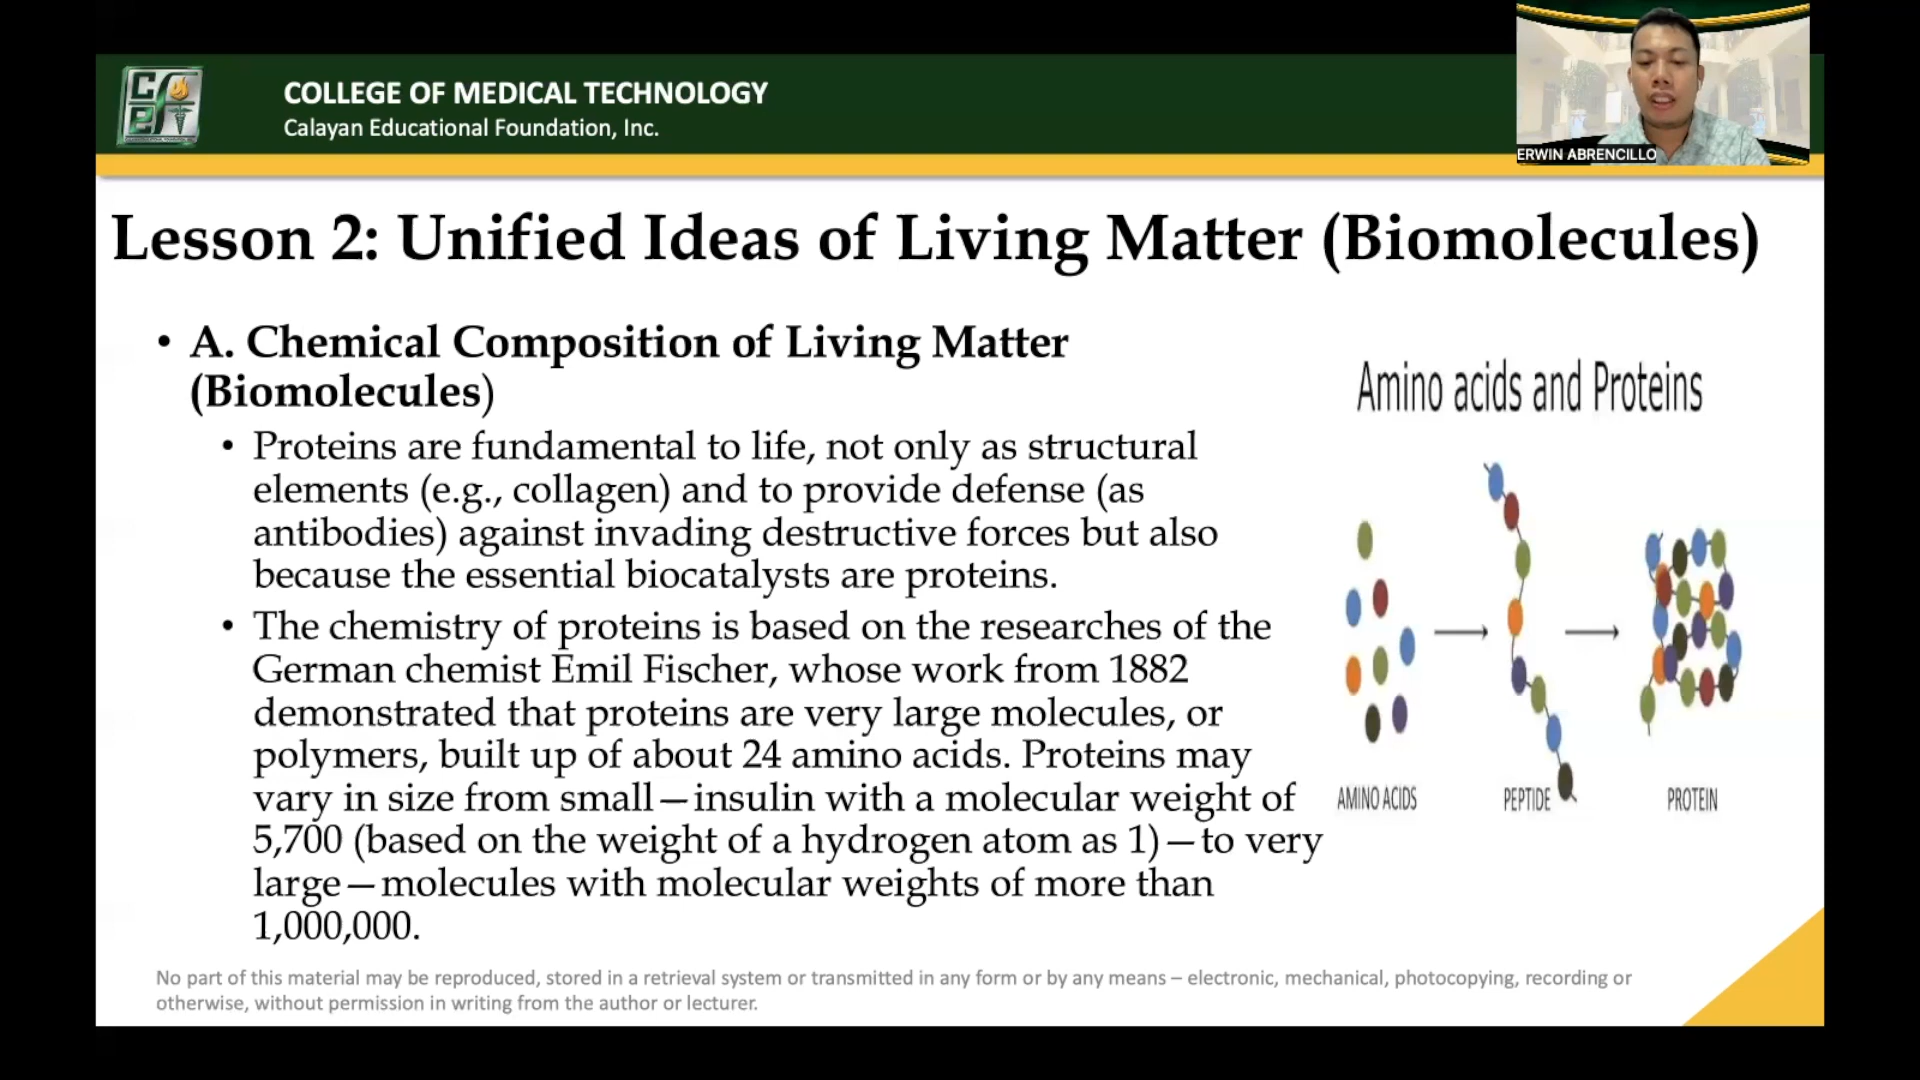 COLLEGE OF MEDICAL TECHNOLOGY
Calayan Educational Foundation, Inc.
ERWIN ABRENCILLO
Lesson 2: Unified Ideas of Living Matter (Biomolecules)
• A. Chemical Composition of Living Matter
(Biomolecules)
• Proteins are fundamental to life, not only as structural
elements (e.g., collagen) and to provide defense (as
antibodies) against invading destructive forces but also
because the essential biocatalysts are proteins.
• The chemistry of proteins is based on the researches of the
German chemist Emil Fischer, whose work from 1882
demonstrated that proteins are very large molecules, or
polymers, built up of about 24 amino acids. Proteins may
vary in size from small—insulin with a molecular weight of
5,700 (based on the weight of a hydrogen atom as 1)—to very
large—molecules with molecular weights of more than
1,000,000.
Amino acids and Proteins
AMINO ACIDS
PEPTIDE
PROTEIN
No part of this material may be reproduced, stored in a retrieval system or transmitted in any form or by any means – electronic, mechanical, photocopying, recording or
otherwise, without permission in writing from the author or lecturer.